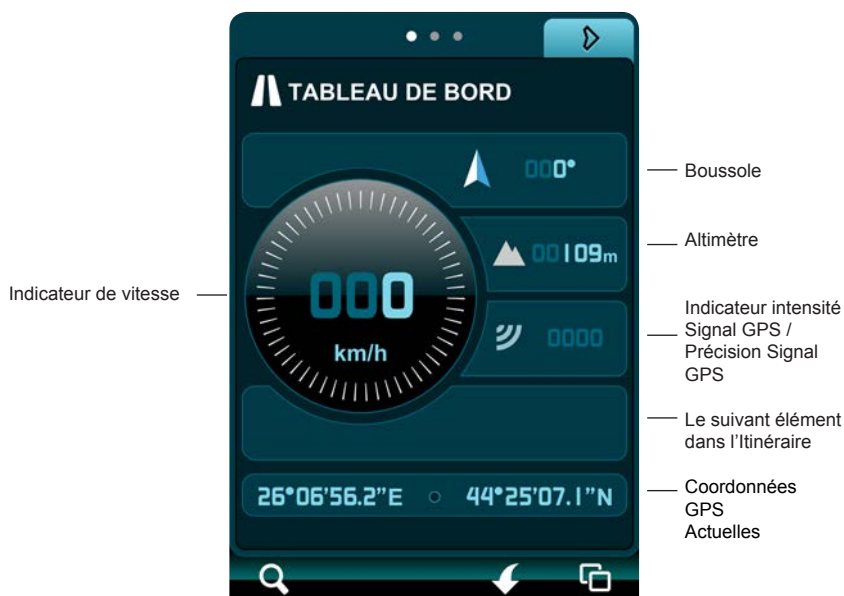 TABLEAU DE BORD
000°
Boussole
00109m
Altimètre
Indicateur de vitesse
000
km/h
0000
Indicateur intensité
Signal GPS /
Précision Signal
GPS
Le suivant élément
dans l’Itinéraire
26°06’56.2”E
44°25’07.1”N
Coordonnées
GPS
Actuelles